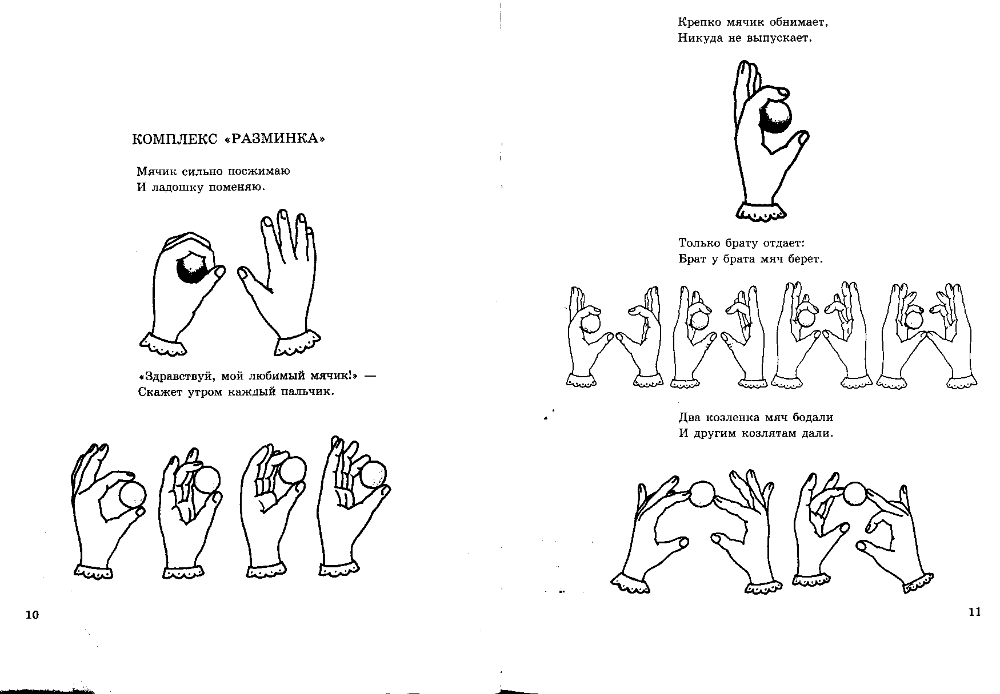 КОМПЛЕКС «РАЗМИНКА»
Мячик сильно посжимаю
И ладошку поменяю.
«Здравствуй, мой любимый мячик!» —
Скажет утром каждый пальчик.
10
Крепко мячик обнимает,
Никуда не выпускает.
Только брату отдает:
Брат у брата мяч берет.
Два козленка мяч бодали
И другим козлятам дали.
11